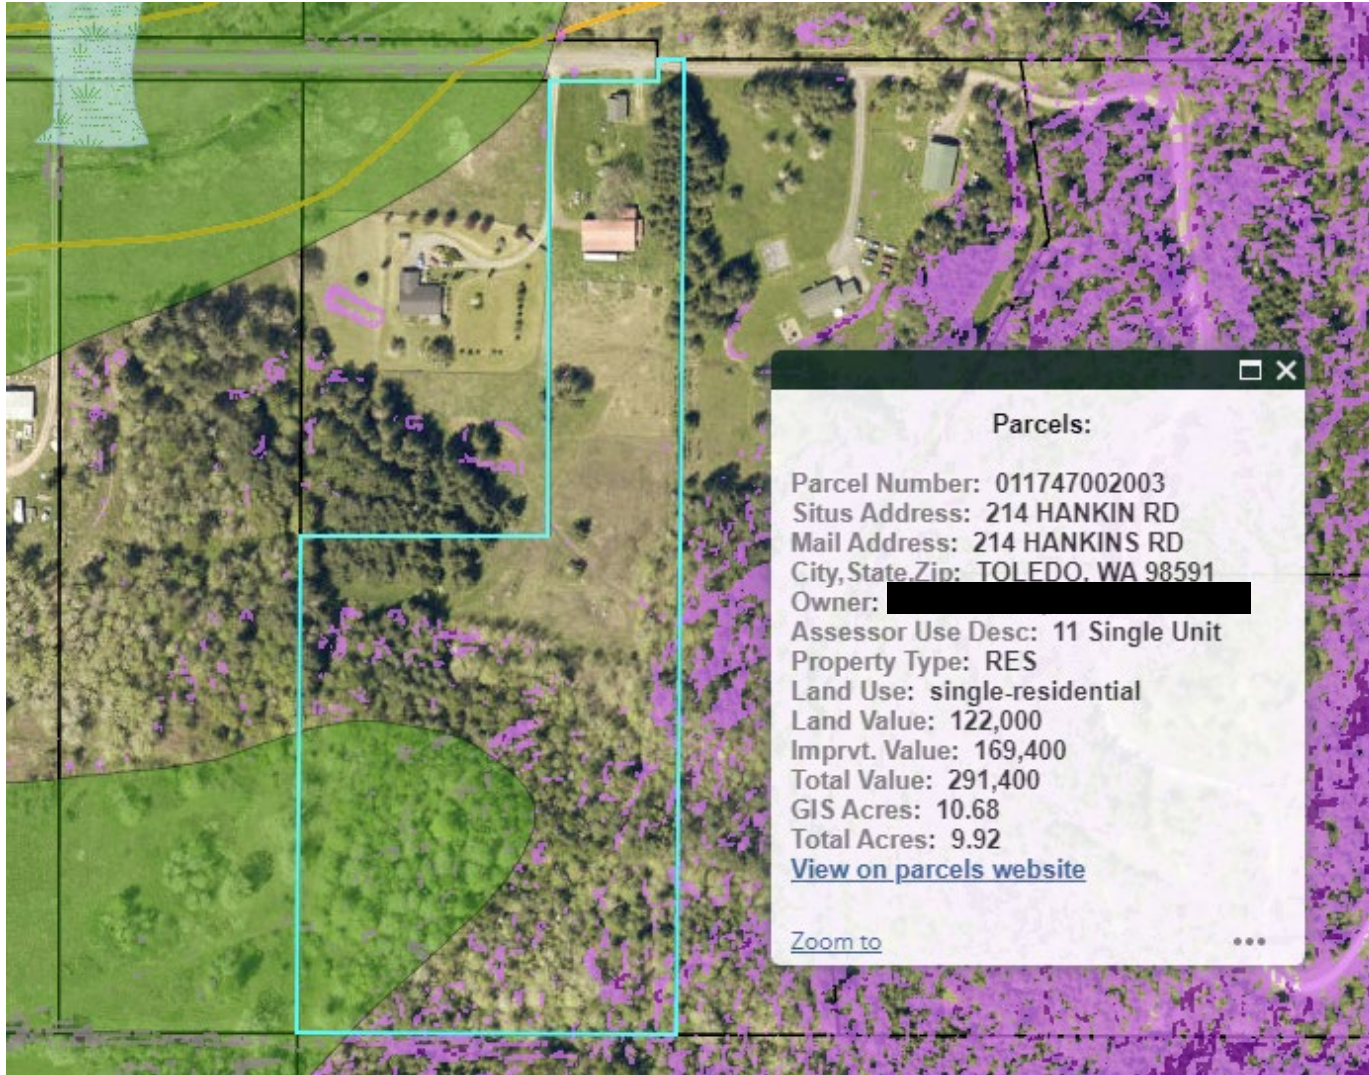 Parcels:
Parcel Number: 011747002003
Situs Address: 214 HANKIN RD
Mail Address: 214 HANKINS RD
City,State,Zip: TOLEDO, WA 98591
Owner:
Assessor Use Desc: 11 Single Unit
Property Type: RES
Land Use: single-residential
Land Value: 122,000
Imprvt. Value: 169,400
Total Value: 291,400
GIS Acres: 10.68
Total Acres: 9.92
View on parcels website
Zoom to